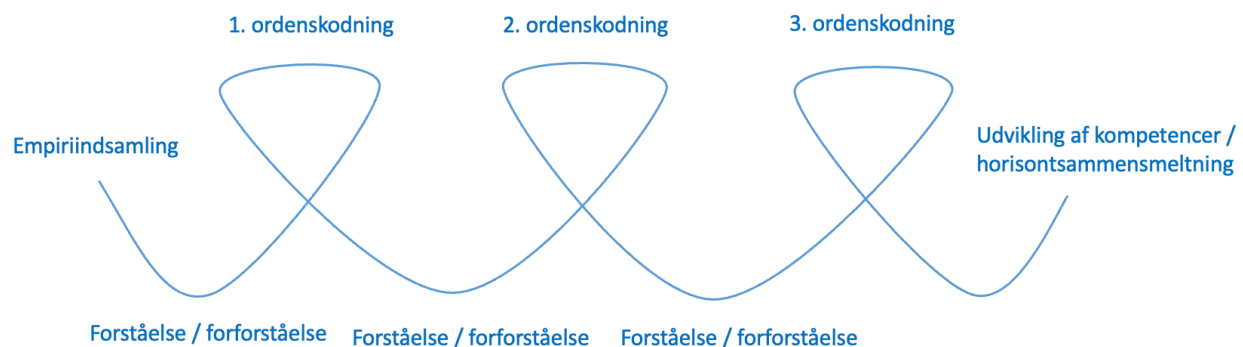 1. ordenskodning
2. ordenskodning
3. ordenskodning
Empiriindsamling
Udvikling af kompetencer /
horisontsammensmeltning
Forståelse / forforståelse
Forståelse / forforståelse
Forståelse / forforståelse